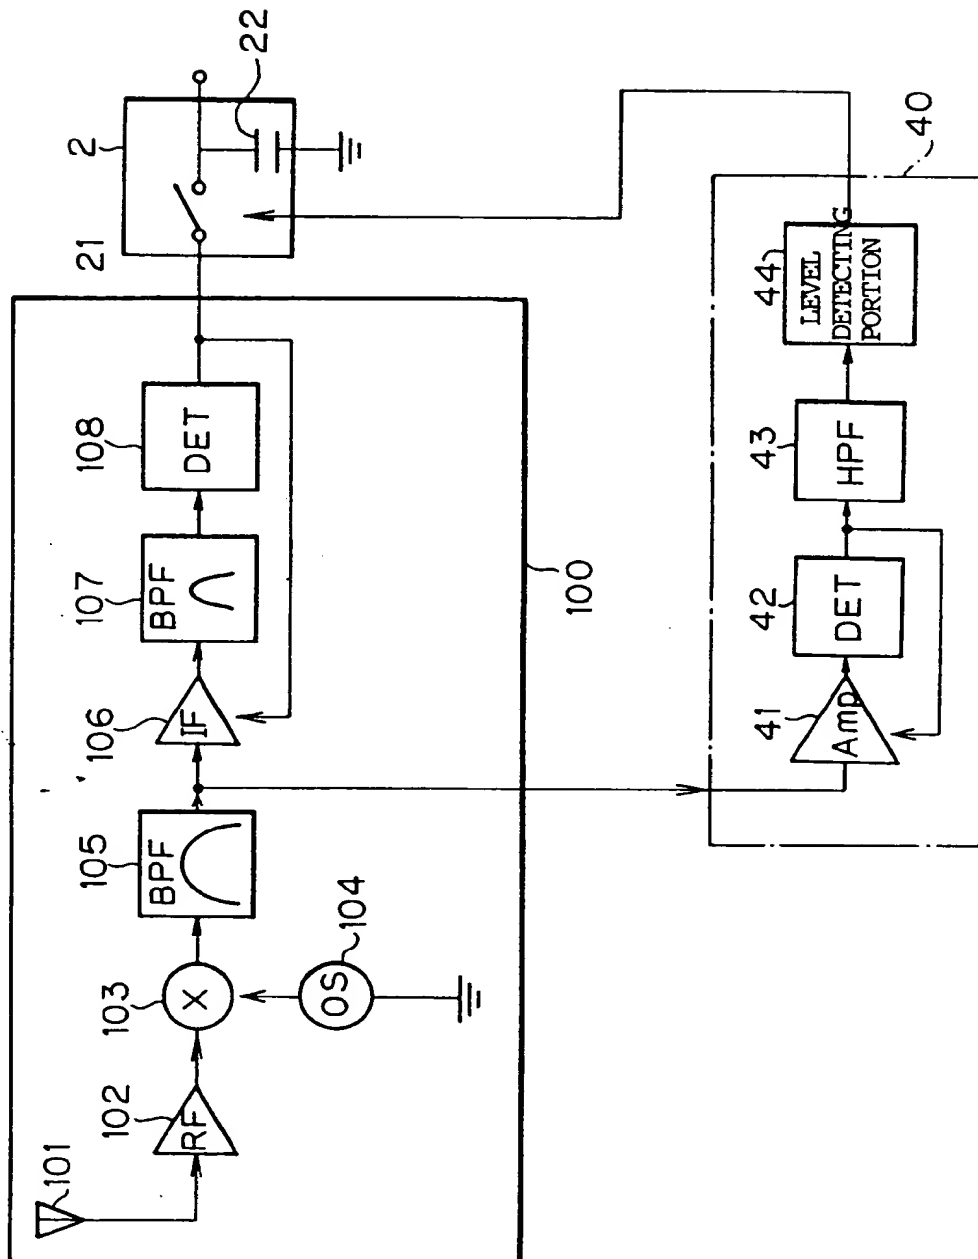 101
102
RF
103
X
104
OS
105
BPF
106
IF
107
BPF
108
DET
100
21
2
22
41
Amp
42
DET
43
HPF
44
LEVEL
DETECTING
PORTION
40